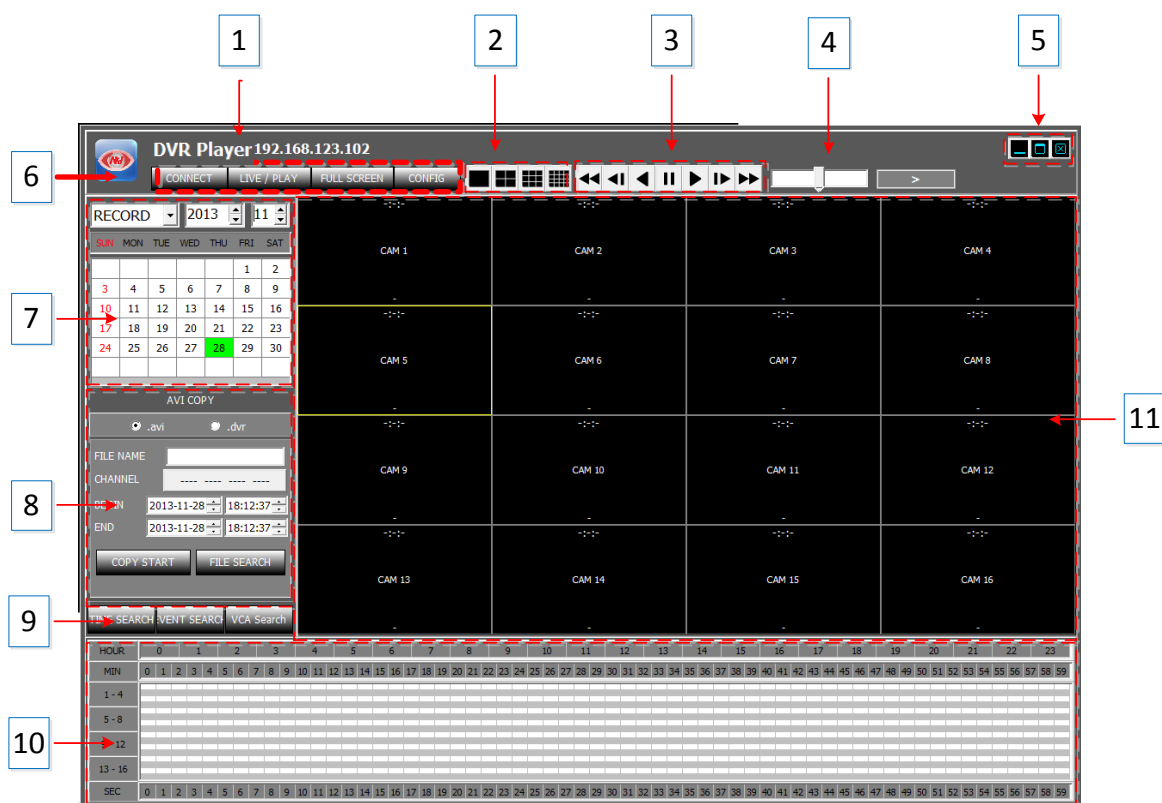 1 2 3 4 5
DVR Player 192.168.123.102
6
CONNECT LIVE / PLAY FULL SCREEN CONFIG >
RECORD 2013 11
SUN MON TUE WED THU FRI SAT
1 2
3 4 5 6 7 8 9
10 11 12 13 14 15 16
17 18 19 20 21 22 23
24 25 26 27 28 29 30
7
-:-:- -:-:- -:-:- -:-:-
CAM 1 CAM 2 CAM 3 CAM 4
- - - -
-:-:- -:-:- -:-:- -:-:-
CAM 5 CAM 6 CAM 7 CAM 8
- - - -
-:-:- -:-:- -:-:- -:-:-
CAM 9 CAM 10 CAM 11 CAM 12
- - - -
-:-:- -:-:- -:-:- -:-:-
CAM 13 CAM 14 CAM 15 CAM 16
- - - -
11
AVI COPY
.avi .dvr
FILE NAME
CHANNEL ---- ---- ---- ----
8
BEGIN 2013-11-28 18:12:37
END 2013-11-28 18:12:37
COPY START FILE SEARCH
9
TIME SEARCH EVENT SEARCH VCA Search
HOUR 0 1 2 3 4 5 6 7 8 9 10 11 12 13 14 15 16 17 18 19 20 21 22 23
MIN 0 1 2 3 4 5 6 7 8 9 10 11 12 13 14 15 16 17 18 19 20 21 22 23 24 25 26 27 28 29 30 31 32 33 34 35 36 37 38 39 40 41 42 43 44 45 46 47 48 49 50 51 52 53 54 55 56 57 58 59
1 - 4
5 - 8
10
9 - 12
13 - 16
SEC 0 1 2 3 4 5 6 7 8 9 10 11 12 13 14 15 16 17 18 19 20 21 22 23 24 25 26 27 28 29 30 31 32 33 34 35 36 37 38 39 40 41 42 43 44 45 46 47 48 49 50 51 52 53 54 55 56 57 58 59